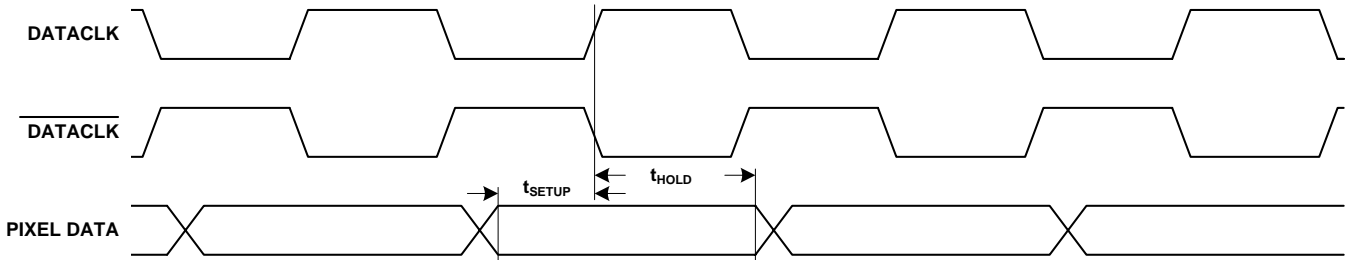 DATACLK
DATACLK
tSETUP
tHOLD
PIXEL DATA